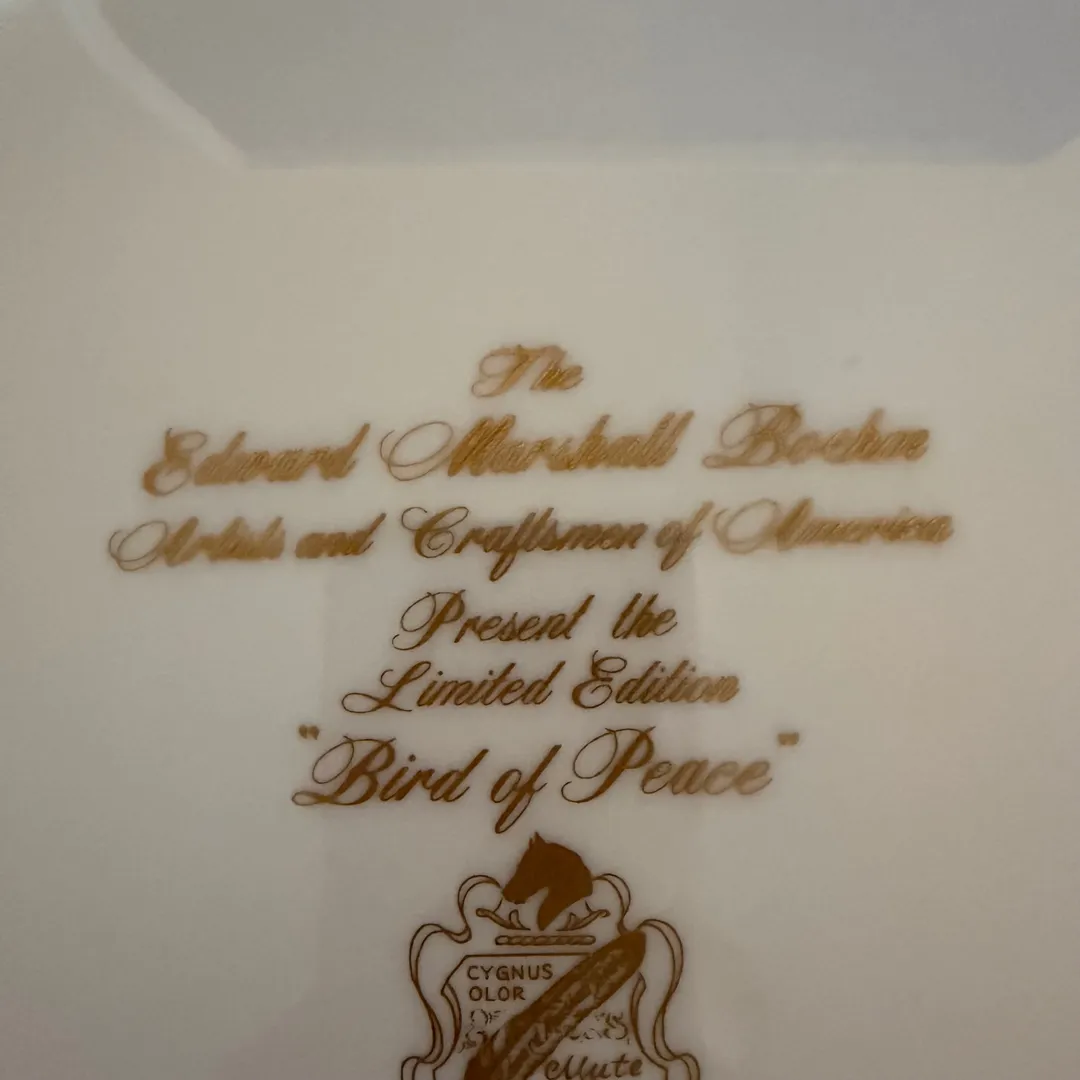 The
Edward Marshall Boehm
Artists and Craftsmen of America
Present the
Limited Edition
"Bird of Peace"
CYGNUS
OLOR
Mute